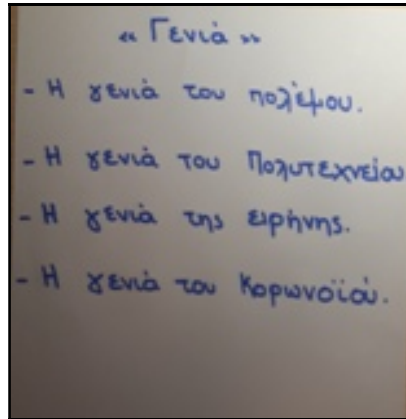 « Γενιά »
- Η γενιά του πολέμου.
- Η γενιά του Πολυτεχνείου
- Η γενιά της ειρήνης.
- Η γενιά του Κορωνοϊού.